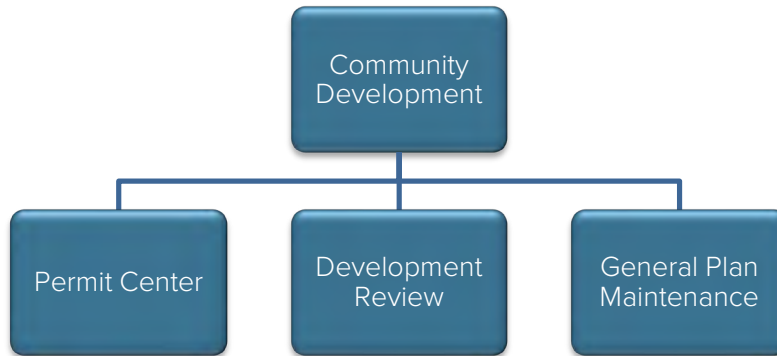 Community
Development
Permit Center
Development
Review
General Plan
Maintenance